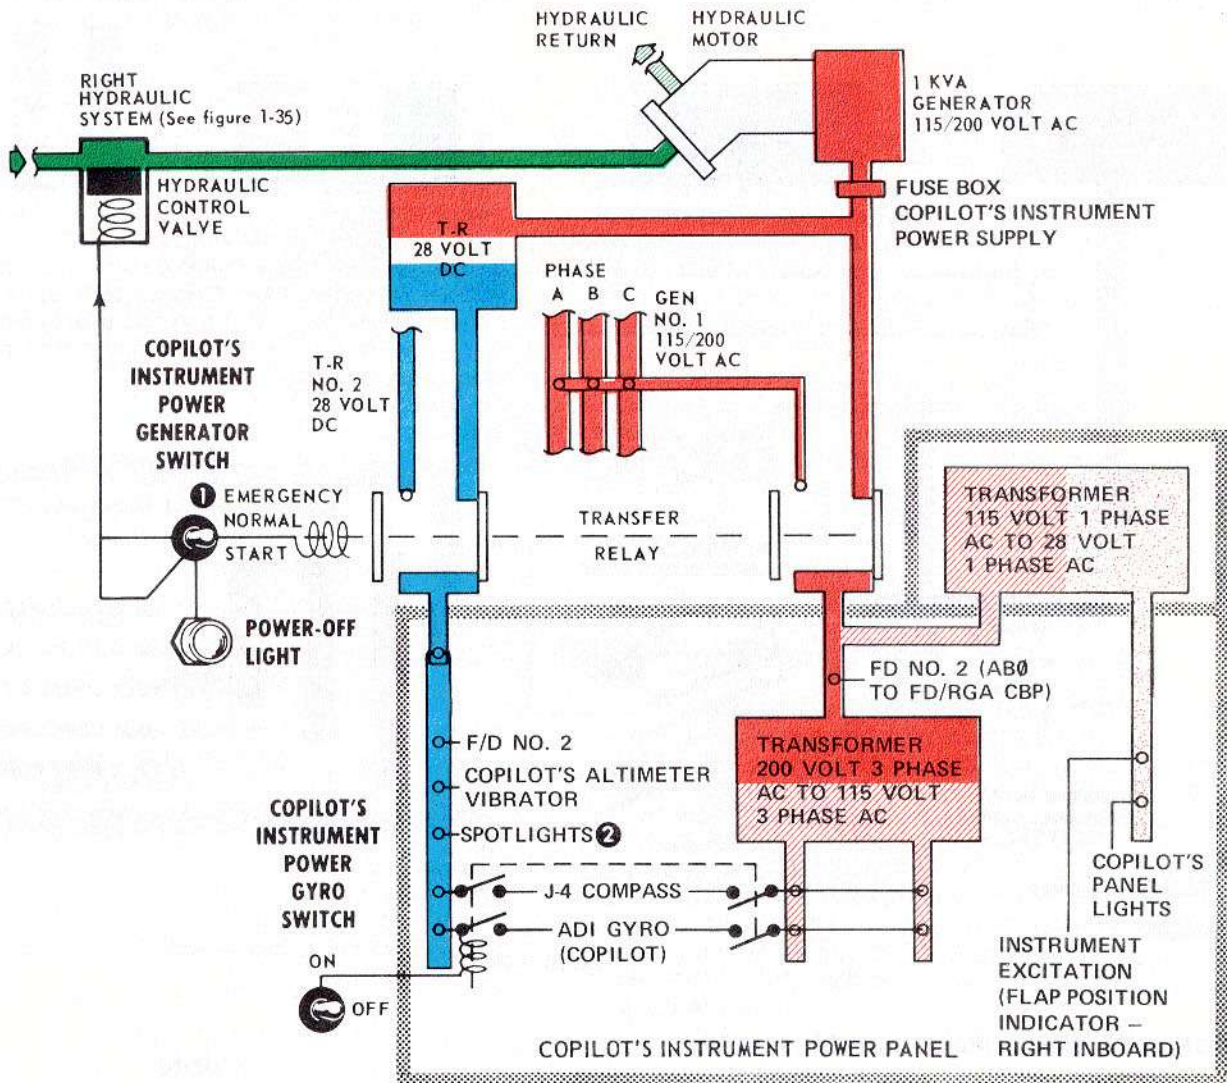 HYDRAULIC
RETURN
HYDRAULIC
MOTOR
RIGHT
HYDRAULIC
SYSTEM (See figure 1-35)
1 KVA
GENERATOR
115/200 VOLT AC
HYDRAULIC
CONTROL
VALVE
FUSE BOX
COPILOT'S INSTRUMENT
POWER SUPPLY
T-R
28 VOLT
DC
PHASE
A B C
GEN
NO. 1
115/200
VOLT AC
COPILOT'S
INSTRUMENT
POWER
GENERATOR
SWITCH
T-R
NO. 2
28 VOLT
DC
1 EMERGENCY
NORMAL
START
TRANSFER
RELAY
TRANSFORMER
115 VOLT 1 PHASE
AC TO 28 VOLT
1 PHASE AC
POWER-OFF
LIGHT
FD NO. 2 (ABØ
TO FD/RGA CBP)
F/D NO. 2
COPILOT'S ALTIMETER
VIBRATOR
SPOTLIGHTS 2
TRANSFORMER
200 VOLT 3 PHASE
AC TO 115 VOLT
3 PHASE AC
COPILOT'S
INSTRUMENT
POWER
GYRO
SWITCH
J-4 COMPASS
ADI GYRO
(COPILOT)
COPILOT'S
PANEL
LIGHTS
ON
OFF
INSTRUMENT
EXCITATION
(FLAP POSITION
INDICATOR –
RIGHT INBOARD)
COPILOT'S INSTRUMENT POWER PANEL